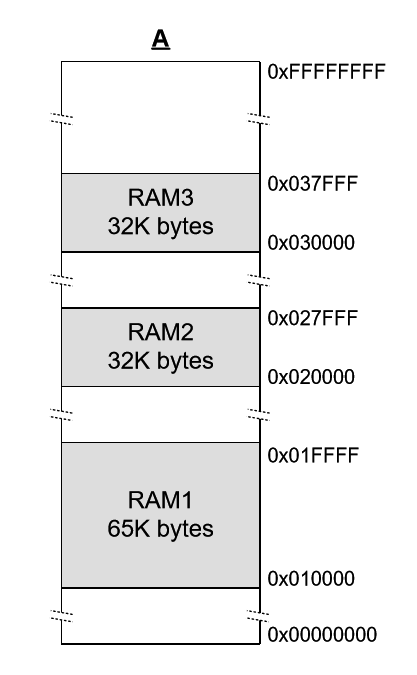 A
0xFFFFFFFF
RAM3
32K bytes
0x037FFF
0x030000
RAM2
32K bytes
0x027FFF
0x020000
RAM1
65K bytes
0x01FFFF
0x010000
0x00000000